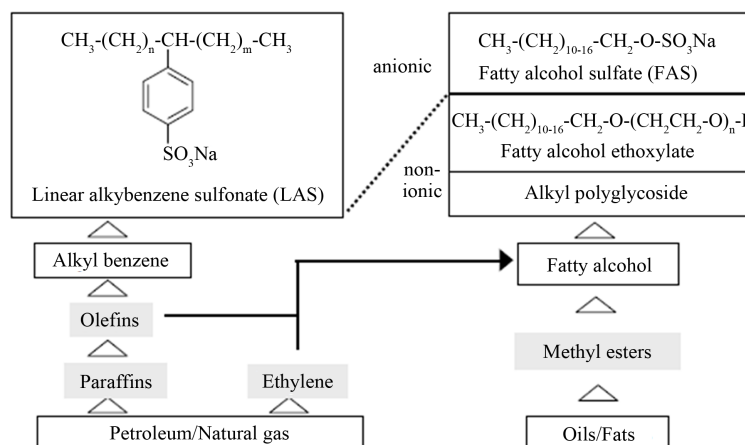 CH₃-(CH₂)ₙ-CH-(CH₂)ₘ-CH₃
SO₃Na
Linear alkybenzene sulfonate (LAS)
anionic
CH₃-(CH₂)₁₀₋₁₆-CH₂-O-SO₃Na
Fatty alcohol sulfate (FAS)
CH₃-(CH₂)₁₀₋₁₆-CH₂-O-(CH₂CH₂-O)ₙ-
Fatty alcohol ethoxylate
non-
ionic
Alkyl polyglycoside
Alkyl benzene
Fatty alcohol
Olefins
Methyl esters
Paraffins
Ethylene
Petroleum/Natural gas
Oils/Fats